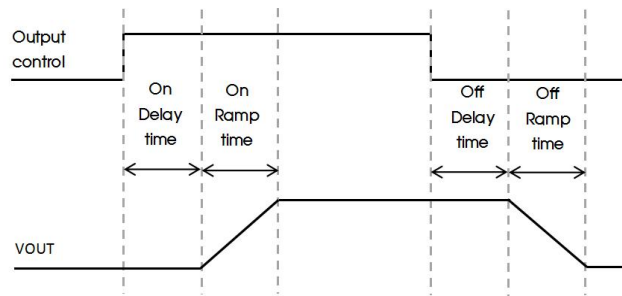 Output
control
On
Delay
time
On
Ramp
time
Off
Delay
time
Off
Ramp
time
VOUT